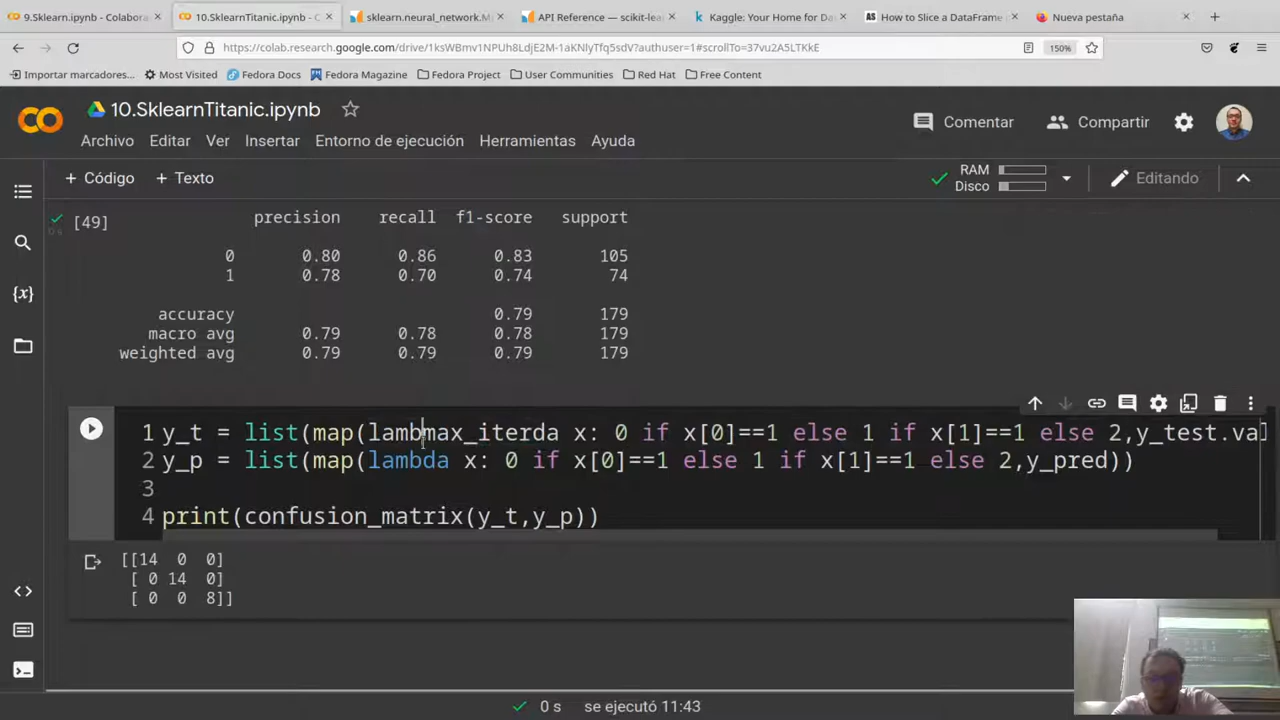 9.Sklearn.ipynb - Colabora
10.SklearnTitanic.ipynb - C
sklearn.neural_network.M
API Reference — scikit-lea
Kaggle: Your Home for Da
How to Slice a DataFrame
Nueva pestaña
https://colab.research.google.com/drive/1ksWBmv1NPUh8LdjE2M-1aKNlyTfq5sdV?authuser=1#scrollTo=37vu2A5LTKkE
150%
Importar marcadores...
Most Visited
Fedora Docs
Fedora Magazine
Fedora Project
User Communities
Red Hat
Free Content
10.SklearnTitanic.ipynb
Comentar
Compartir
Archivo Editar Ver Insertar Entorno de ejecución Herramientas Ayuda
+ Código + Texto
RAM
Disco
Editando
[49]
precision recall f1-score support
0 0.80 0.86 0.83 105
1 0.78 0.70 0.74 74
accuracy 0.79 179
macro avg 0.79 0.78 0.78 179
weighted avg 0.79 0.79 0.79 179
1 y_t = list(map(lambmax_iterda x: 0 if x[0]==1 else 1 if x[1]==1 else 2,y_test.val
2 y_p = list(map(lambda x: 0 if x[0]==1 else 1 if x[1]==1 else 2,y_pred))
3
4 print(confusion_matrix(y_t,y_p))
[[14 0 0]
[ 0 14 0]
[ 0 0 8]]
0 s se ejecutó 11:43